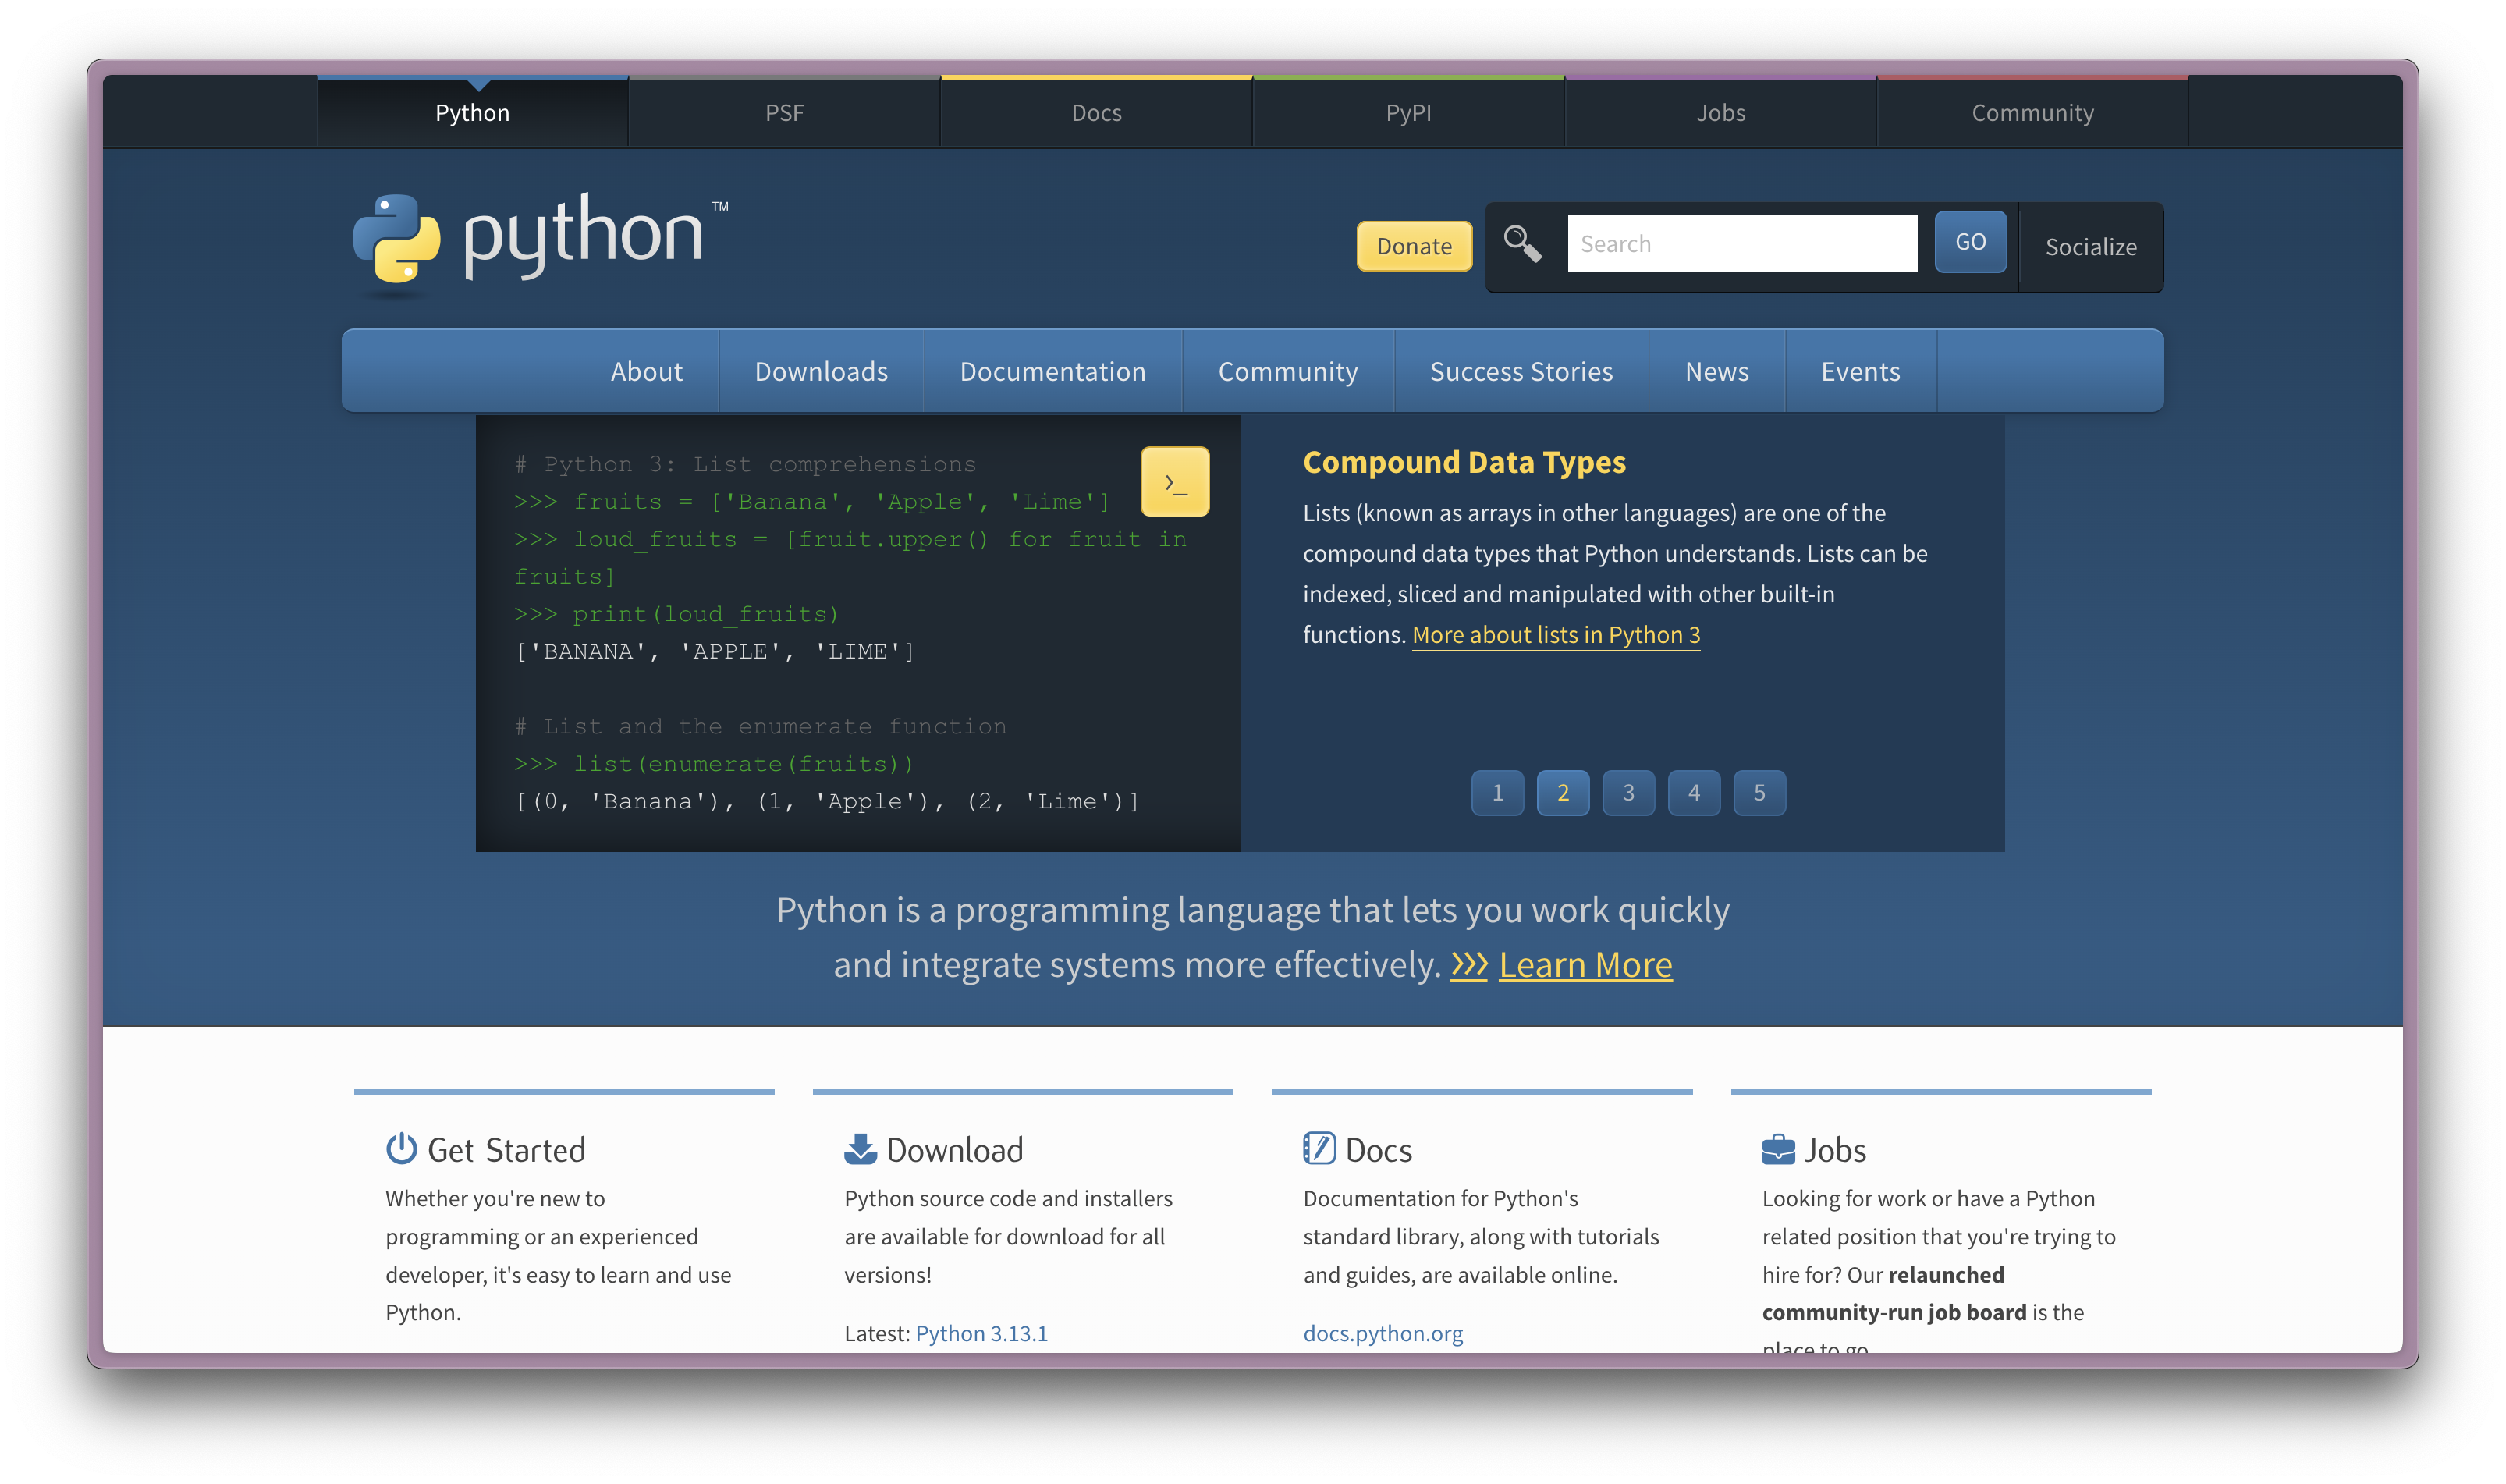 Python
PSF
Docs
PyPI
Jobs
Community
python™
Donate
Search
GO
Socialize
About
Downloads
Documentation
Community
Success Stories
News
Events
# Python 3: List comprehensions
>>> fruits = ['Banana', 'Apple', 'Lime']
>>> loud_fruits = [fruit.upper() for fruit in
fruits]
>>> print(loud_fruits)
['BANANA', 'APPLE', 'LIME']
# List and the enumerate function
>>> list(enumerate(fruits))
[(0, 'Banana'), (1, 'Apple'), (2, 'Lime')]
>_
Compound Data Types
Lists (known as arrays in other languages) are one of the
compound data types that Python understands. Lists can be
indexed, sliced and manipulated with other built-in
functions. More about lists in Python 3
1 2 3 4 5
Python is a programming language that lets you work quickly
and integrate systems more effectively. >>> Learn More
Get Started
Whether you're new to
programming or an experienced
developer, it's easy to learn and use
Python.
Download
Python source code and installers
are available for download for all
versions!
Latest: Python 3.13.1
Docs
Documentation for Python's
standard library, along with tutorials
and guides, are available online.
docs.python.org
Jobs
Looking for work or have a Python
related position that you're trying to
hire for? Our relaunched
community-run job board is the
place to go.